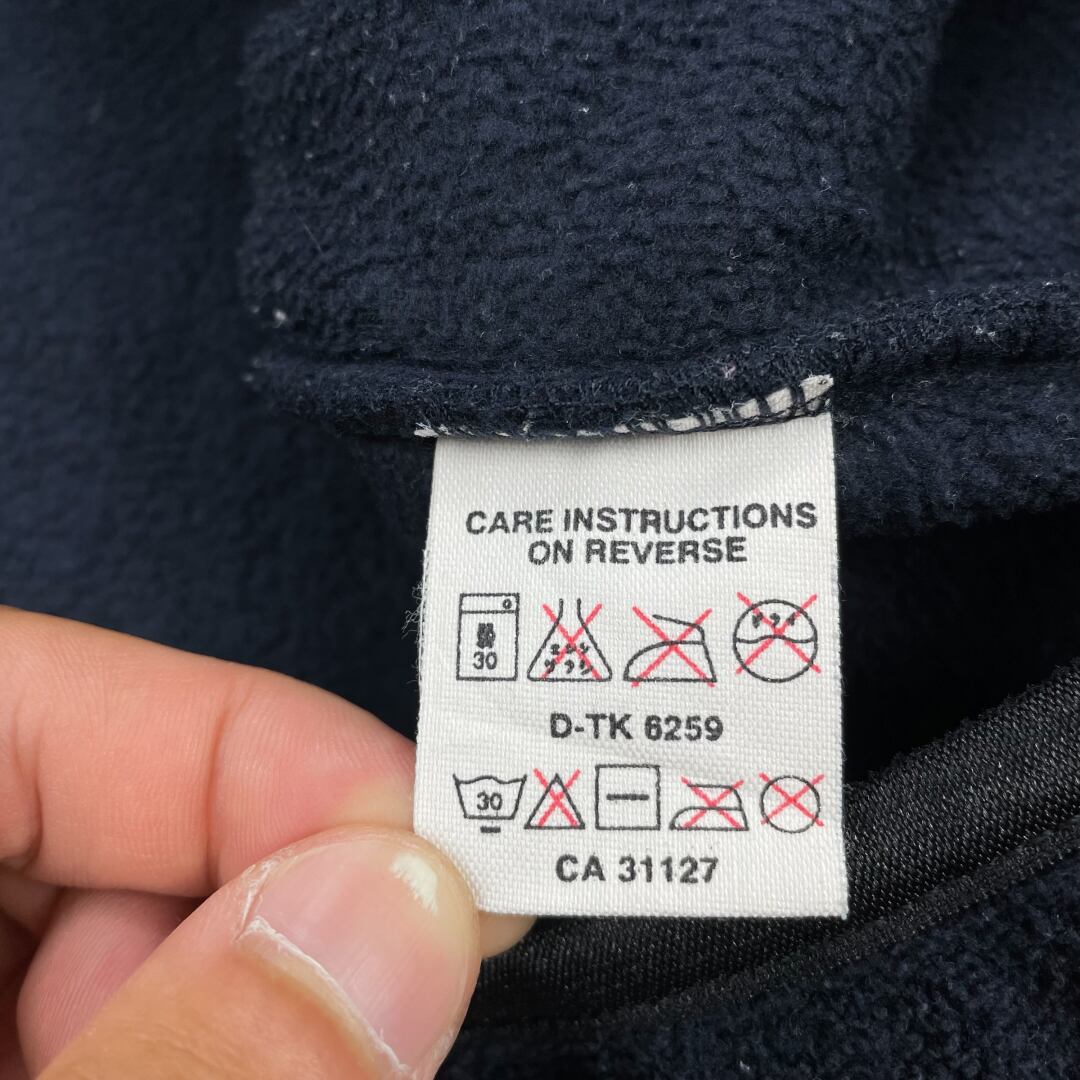 CARE INSTRUCTIONS
ON REVERSE
30
D-TK 6259
30
CA 31127